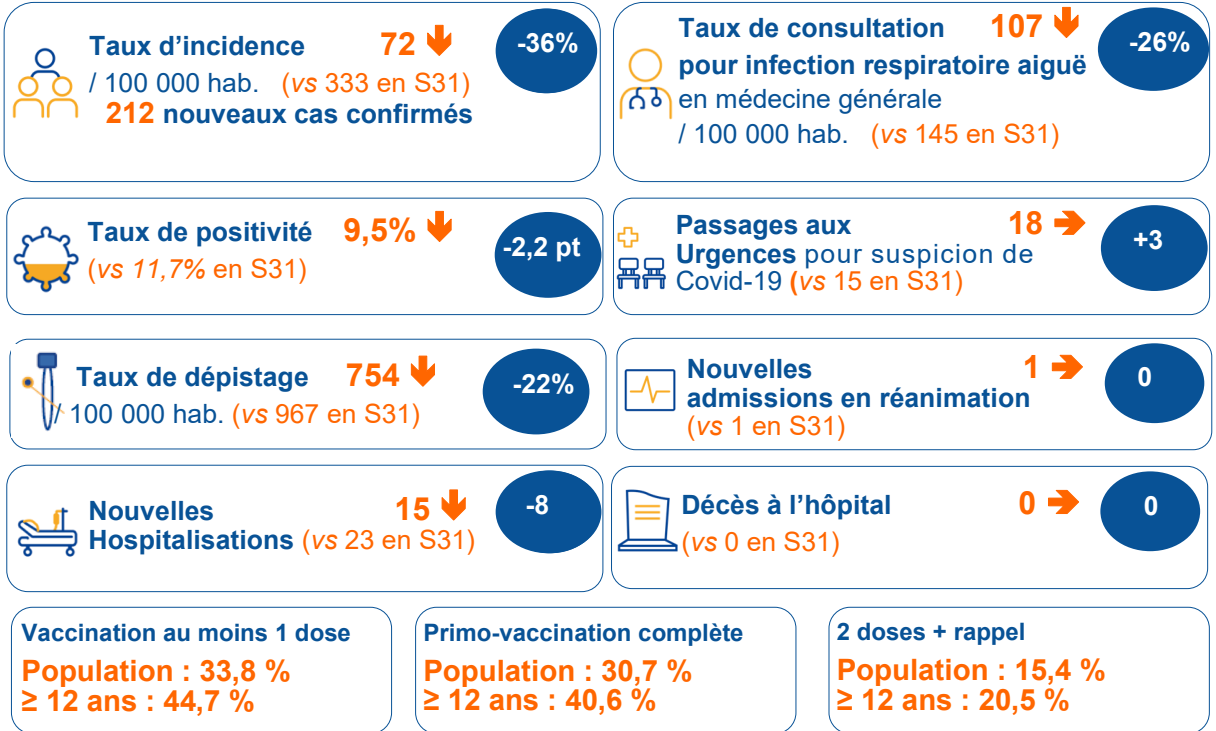 Taux d'incidence 72 -36%
/ 100 000 hab. (vs 333 en S31)
212 nouveaux cas confirmés
Taux de consultation 107 -26%
pour infection respiratoire aiguë
en médecine générale
/ 100 000 hab. (vs 145 en S31)
Taux de positivité 9,5% -2,2 pt
(vs 11,7% en S31)
Passages aux 18 +3
Urgences pour suspicion de
Covid-19 (vs 15 en S31)
Taux de dépistage 754 -22%
/ 100 000 hab. (vs 967 en S31)
Nouvelles 1 0
admissions en réanimation
(vs 1 en S31)
Nouvelles 15 -8
Hospitalisations (vs 23 en S31)
Décès à l'hôpital 0 0
(vs 0 en S31)
Vaccination au moins 1 dose
Population : 33,8 %
≥ 12 ans : 44,7 %
Primo-vaccination complète
Population : 30,7 %
≥ 12 ans : 40,6 %
2 doses + rappel
Population : 15,4 %
≥ 12 ans : 20,5 %